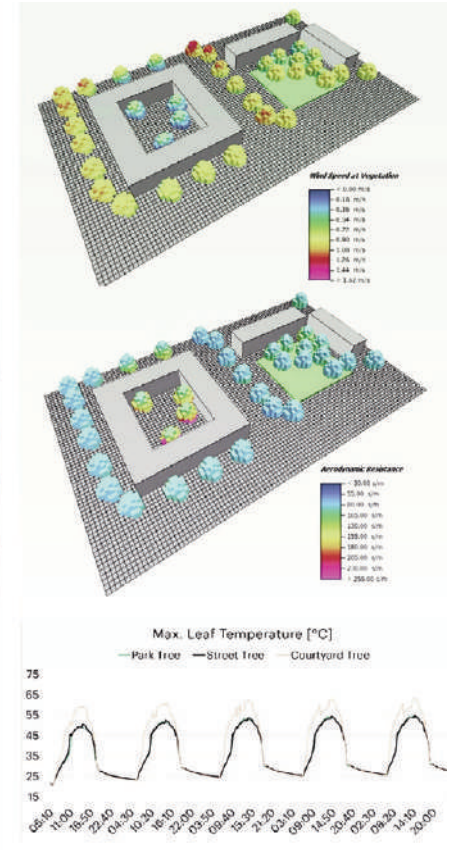 Wind Speed at Vegetation
< 0.00 m/s
0.18 m/s
0.36 m/s
0.54 m/s
0.72 m/s
0.90 m/s
1.08 m/s
1.26 m/s
1.44 m/s
> 1.62 m/s
Aerodynamic Resistance
< 30.00 s/m
55.00 s/m
80.00 s/m
105.00 s/m
130.00 s/m
155.00 s/m
180.00 s/m
205.00 s/m
230.00 s/m
> 255.00 s/m
Max. Leaf Temperature [°C]
Park Tree Street Tree Courtyard Tree
75
65
55
45
35
25
15
06:10 11:00 22:40 04:30 10:20 16:10 22:00 03:50 09:40 15:30 21:20 03:10 09:00 14:50 20:40 02:30 14:10 20:00